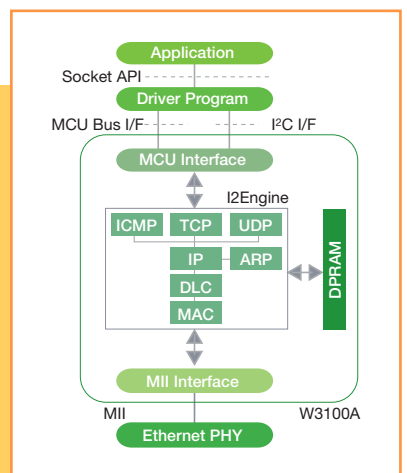 Application
Socket API
Driver Program
MCU Bus I/F I²C I/F
MCU Interface
I2Engine
ICMP TCP UDP
IP ARP
DLC
MAC
DPRAM
MII Interface
MII W3100A
Ethernet PHY